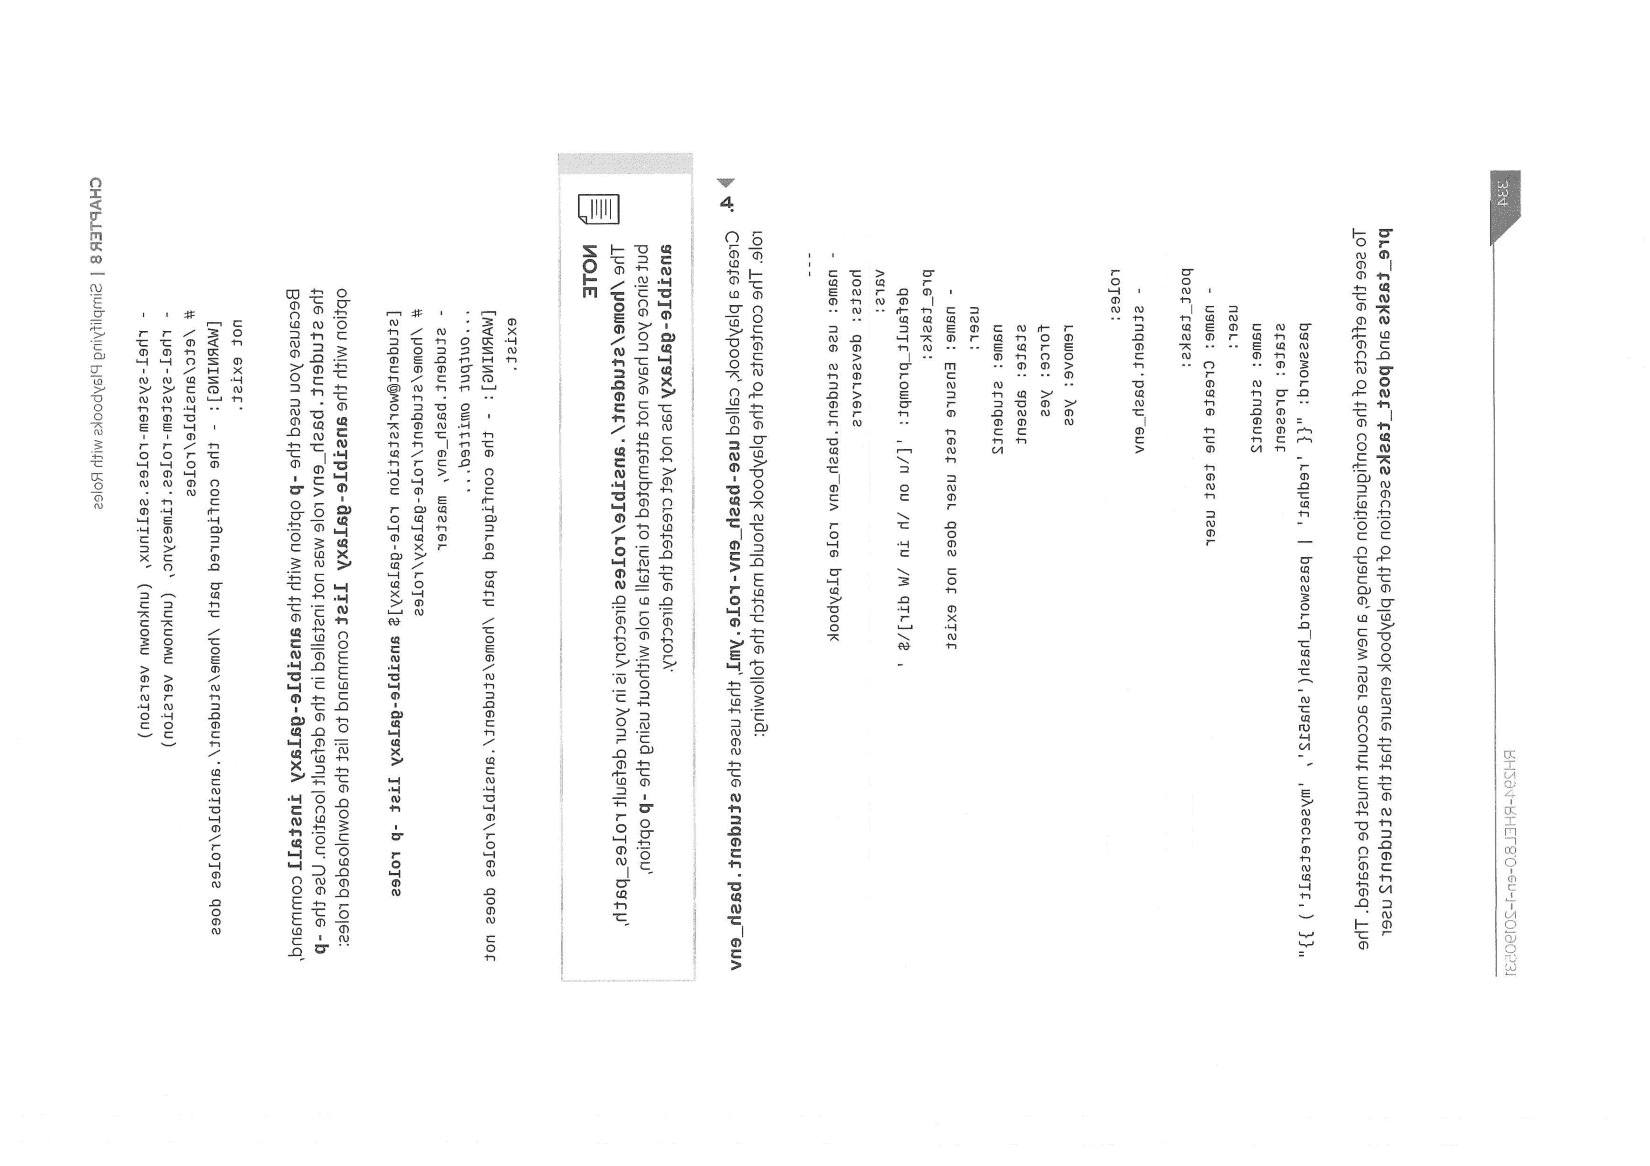 CHAPTER 8 | Simplifying Playbooks with Roles
- rhel-system-roles.selinux, (unknown version)
- rhel-system-roles.timesync, (unknown version)
# /etc/ansible/roles
[WARNING]: - the configured path /home/student/.ansible/roles does
not exist.
Because you used the -p option with the ansible-galaxy install command,
the student.bash_env role was not installed in the default location. Use the -p
option with the ansible-galaxy list command to list the downloaded roles:
[student@workstation role-galaxy]$ ansible-galaxy list -p roles
# /home/student/role-galaxy/roles
- student.bash_env, master
...output omitted...
[WARNING]: - the configured path /home/student/.ansible/roles does not
exist.
NOTE
The /home/student/.ansible/roles directory is in your default roles_path,
but since you have not attempted to install a role without using the -p option,
ansible-galaxy has not yet created the directory.
4. Create a playbook, called use-bash_env-role.yml, that uses the student.bash_env
role. The contents of the playbook should match the following:
---
- name: use student.bash_env role playbook
hosts: devservers
vars:
default_prompt: '[\u on \h in \W dir]\$ '
pre_tasks:
- name: Ensure test user does not exist
user:
name: student2
state: absent
force: yes
remove: yes
roles:
- student.bash_env
post_tasks:
- name: Create the test user
user:
name: student2
state: present
password: "{{ 'redhat' | password_hash('sha512', 'mysecretsalt') }}"
To see the effects of the configuration change, a new user account must be created. The
pre_tasks and post_tasks section of the playbook ensure that the student2 user
334
RH294-RHEL8.0-en-1-20190531